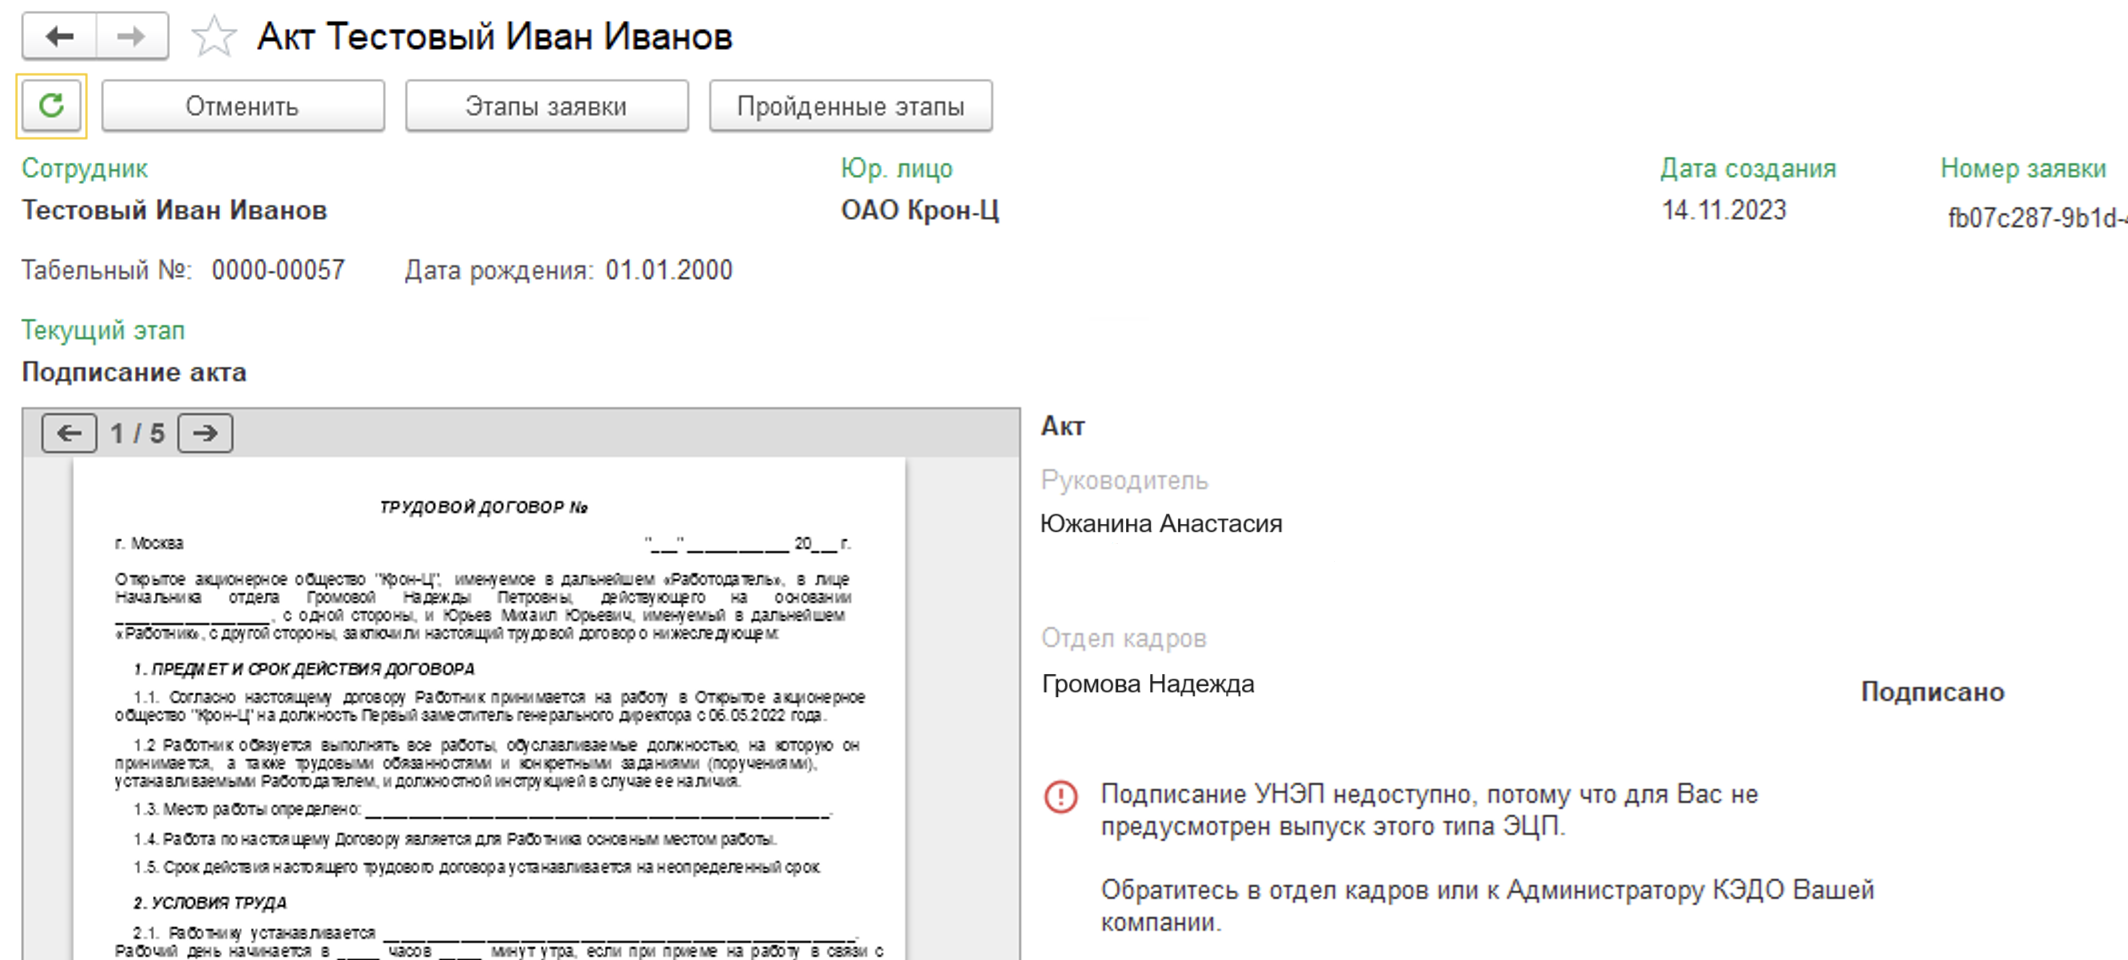 Акт Тестовый Иван Иванов
Отменить Этапы заявки Пройденные этапы
Сотрудник Юр. лицо Дата создания Номер заявки
Тестовый Иван Иванов ОАО Крон-Ц 14.11.2023 fb07c287-9b1d-
Табельный №: 0000-00057 Дата рождения: 01.01.2000
Текущий этап
Подписание акта
1 / 5
ТРУДОВОЙ ДОГОВОР №
г. Москва "___" ____________ 20___ г.
Открытое акционерное общество "Крон-Ц", именуемое в дальнейшем «Работодатель», в лице
Начальника отдела Громовой Надежды Петровны, действующего на основании
__________________, с одной стороны, и Юрьев Михаил Юрьевич, именуемый в дальнейшем
«Работник», с другой стороны, заключили настоящий трудовой договор о нижеследующем:
1. ПРЕДМЕТ И СРОК ДЕЙСТВИЯ ДОГОВОРА
1.1. Согласно настоящему договору Работник принимается на работу в Открытое акционерное
общество "Крон-Ц" на должность Первый заместитель генерального директора с 06.05.2022 года.
1.2 Работник обязуется выполнять все работы, обуславливаемые должностью, на которую он
принимается, а также трудовыми обязанностями и конкретными заданиями (поручениями),
устанавливаемыми Работодателем, и должностной инструкцией в случае ее наличия.
1.3. Место работы определено: ______________________________________________________.
1.4. Работа по настоящему Договору является для Работника основным местом работы.
1.5. Срок действия настоящего трудового договора устанавливается на неопределенный срок
2. УСЛОВИЯ ТРУДА
2.1. Работнику устанавливается _______________________________________________________.
Рабочий день начинается в _____ часов _____ минут утра, если при приеме на работу в связи с
Акт
Руководитель
Южанина Анастасия
Отдел кадров
Громова Надежда
Подписано
Подписание УНЭП недоступно, потому что для Вас не
предусмотрен выпуск этого типа ЭЦП.
Обратитесь в отдел кадров или к Администратору КЭДО Вашей
компании.